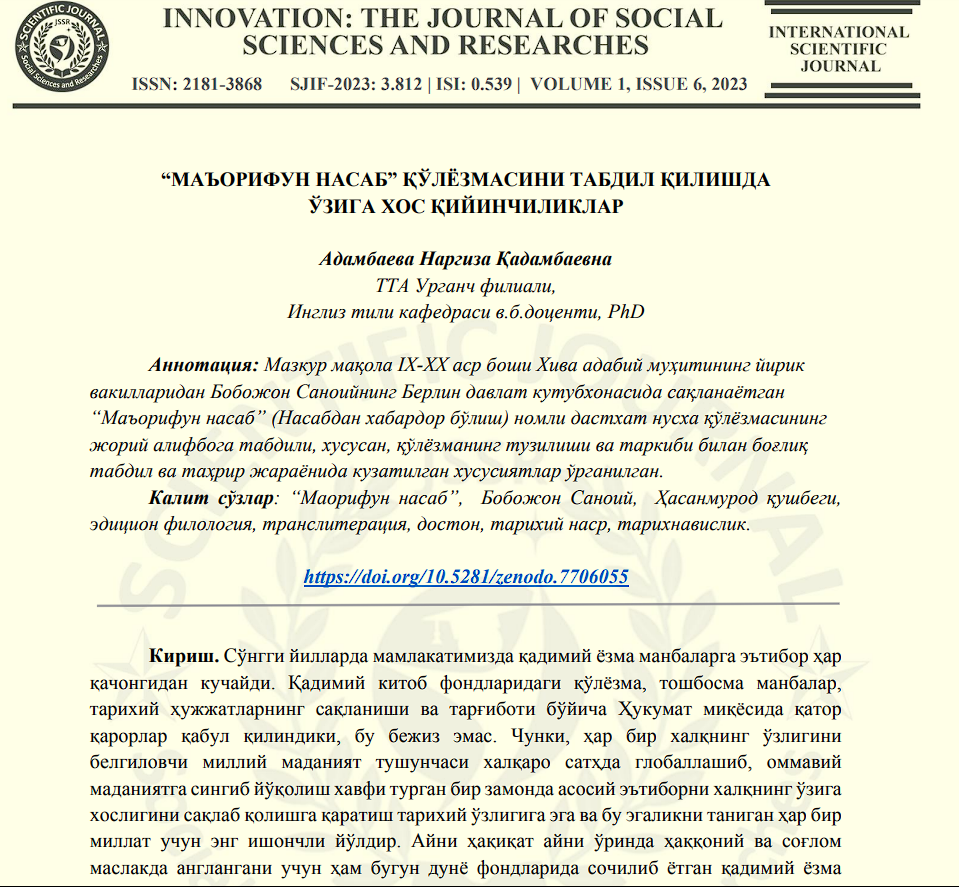 INNOVATION: THE JOURNAL OF SOCIAL
SCIENCES AND RESEARCHES
ISSN: 2181-3868 SJIF-2023: 3.812 | ISI: 0.539 | VOLUME 1, ISSUE 6, 2023
INTERNATIONAL
SCIENTIFIC
JOURNAL
SCIENTIFIC JOURNAL
JSSR
Social Sciences and Researches
“МАЪОРИФУН НАСАБ” ҚЎЛЁЗМАСИНИ ТАБДИЛ ҚИЛИШДА
ЎЗИГА ХОС ҚИЙИНЧИЛИКЛАР
Адамбаева Наргиза Қадамбаевна
ТТА Урганч филиали,
Инглиз тили кафедраси в.б.доценти, PhD
Аннотация: Мазкур мақола IX-XX аср боши Хива адабий муҳитининг йирик
вакилларидан Бобожон Саноийнинг Берлин давлат кутубхонасида сақланаётган
“Маъорифун насаб” (Насабдан хабардор бўлиш) номли дастхат нусха қўлёзмасининг
жорий алифбога табдили, хусусан, қўлёзманинг тузилиши ва таркиби билан боғлиқ
табдил ва таҳрир жараёнида кузатилган хусусиятлар ўрганилган.
Калит сўзлар: “Маорифун насаб”, Бобожон Саноий, Ҳасанмурод қушбеги,
эдицион филология, транслитерация, достон, тарихий наср, тарихнавислик.
https://doi.org/10.5281/zenodo.7706055
Кириш. Сўнгги йилларда мамлакатимизда қадимий ёзма манбаларга эътибор ҳар
қачонгидан кучайди. Қадимий китоб фондларидаги қўлёзма, тошбосма манбалар,
тарихий ҳужжатларнинг сақланиши ва тарғиботи бўйича Ҳукумат миқёсида қатор
қарорлар қабул қилиндики, бу бежиз эмас. Чунки, ҳар бир халқнинг ўзлигини
белгиловчи миллий маданият тушунчаси халқаро сатҳда глобаллашиб, оммавий
маданиятга сингиб йўқолиш хавфи турган бир замонда асосий эътиборни халқнинг ўзига
хослигини сақлаб қолишга қаратиш тарихий ўзлигига эга ва бу эгаликни таниган ҳар бир
миллат учун энг ишончли йўлдир. Айни ҳақиқат айни ўринда ҳаққоний ва соғлом
маслакда англангани учун ҳам бугун дунё фондларида сочилиб ётган қадимий ёзма